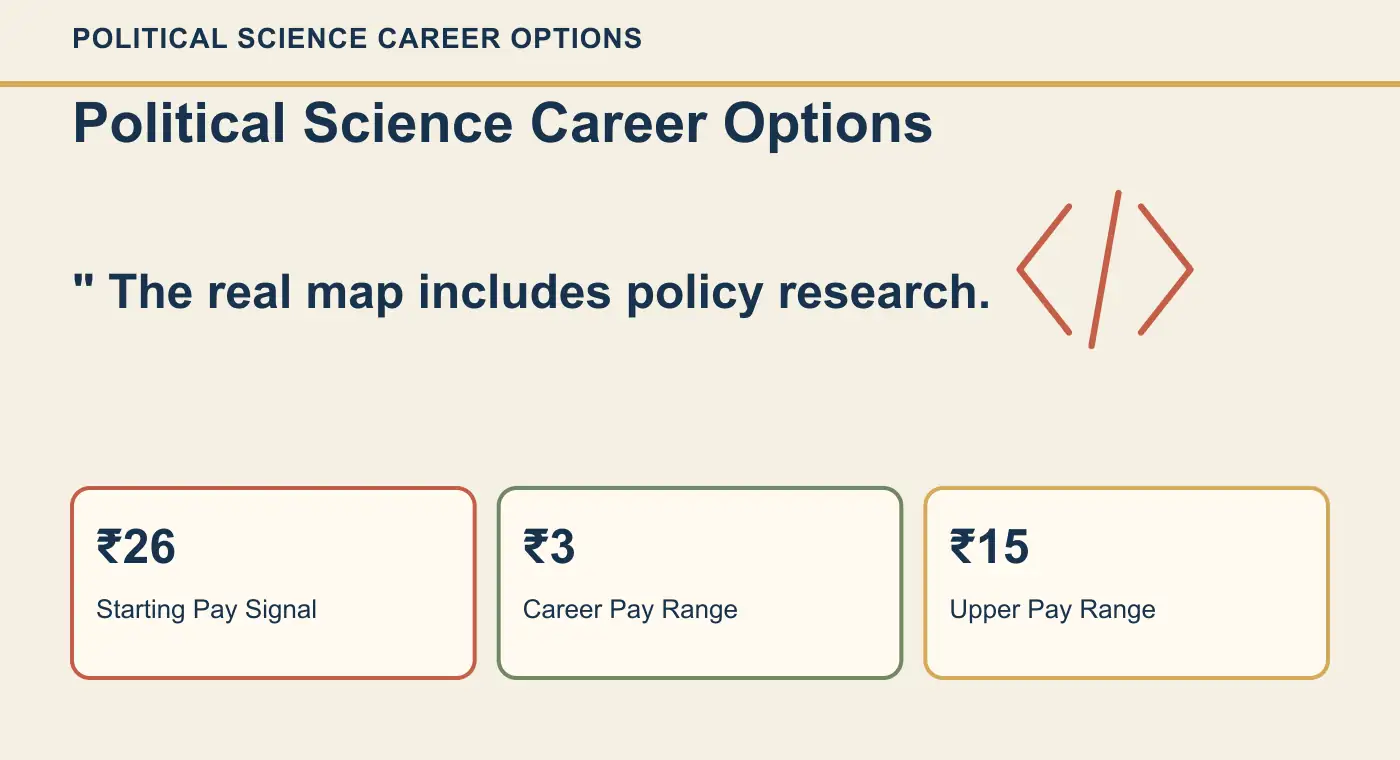 POLITICAL SCIENCE CAREER OPTIONS
Political Science Career Options
" The real map includes policy research.
₹26
Starting Pay Signal
₹3
Career Pay Range
₹15
Upper Pay Range